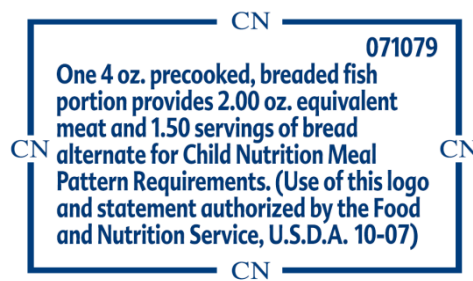 CN
071079
One 4 oz. precooked, breaded fish
portion provides 2.00 oz. equivalent
meat and 1.50 servings of bread
CN alternate for Child Nutrition Meal CN
Pattern Requirements. (Use of this logo
and statement authorized by the Food
and Nutrition Service, U.S.D.A. 10-07)
CN